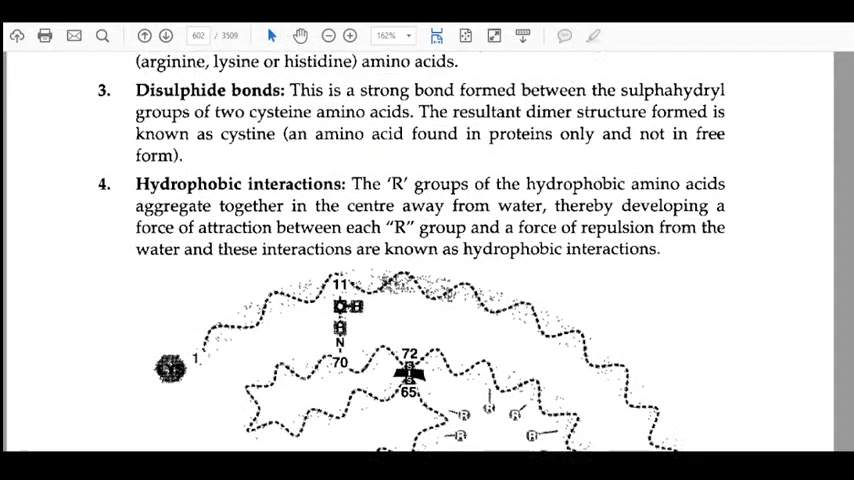 602 / 3509
162%
(arginine, lysine or histidine) amino acids.
3. Disulphide bonds: This is a strong bond formed between the sulphahydryl
groups of two cysteine amino acids. The resultant dimer structure formed is
known as cystine (an amino acid found in proteins only and not in free
form).
4. Hydrophobic interactions: The 'R' groups of the hydrophobic amino acids
aggregate together in the centre away from water, thereby developing a
force of attraction between each "R" group and a force of repulsion from the
water and these interactions are known as hydrophobic interactions.
11
1
N
70
72
65
R
R
R
R
R